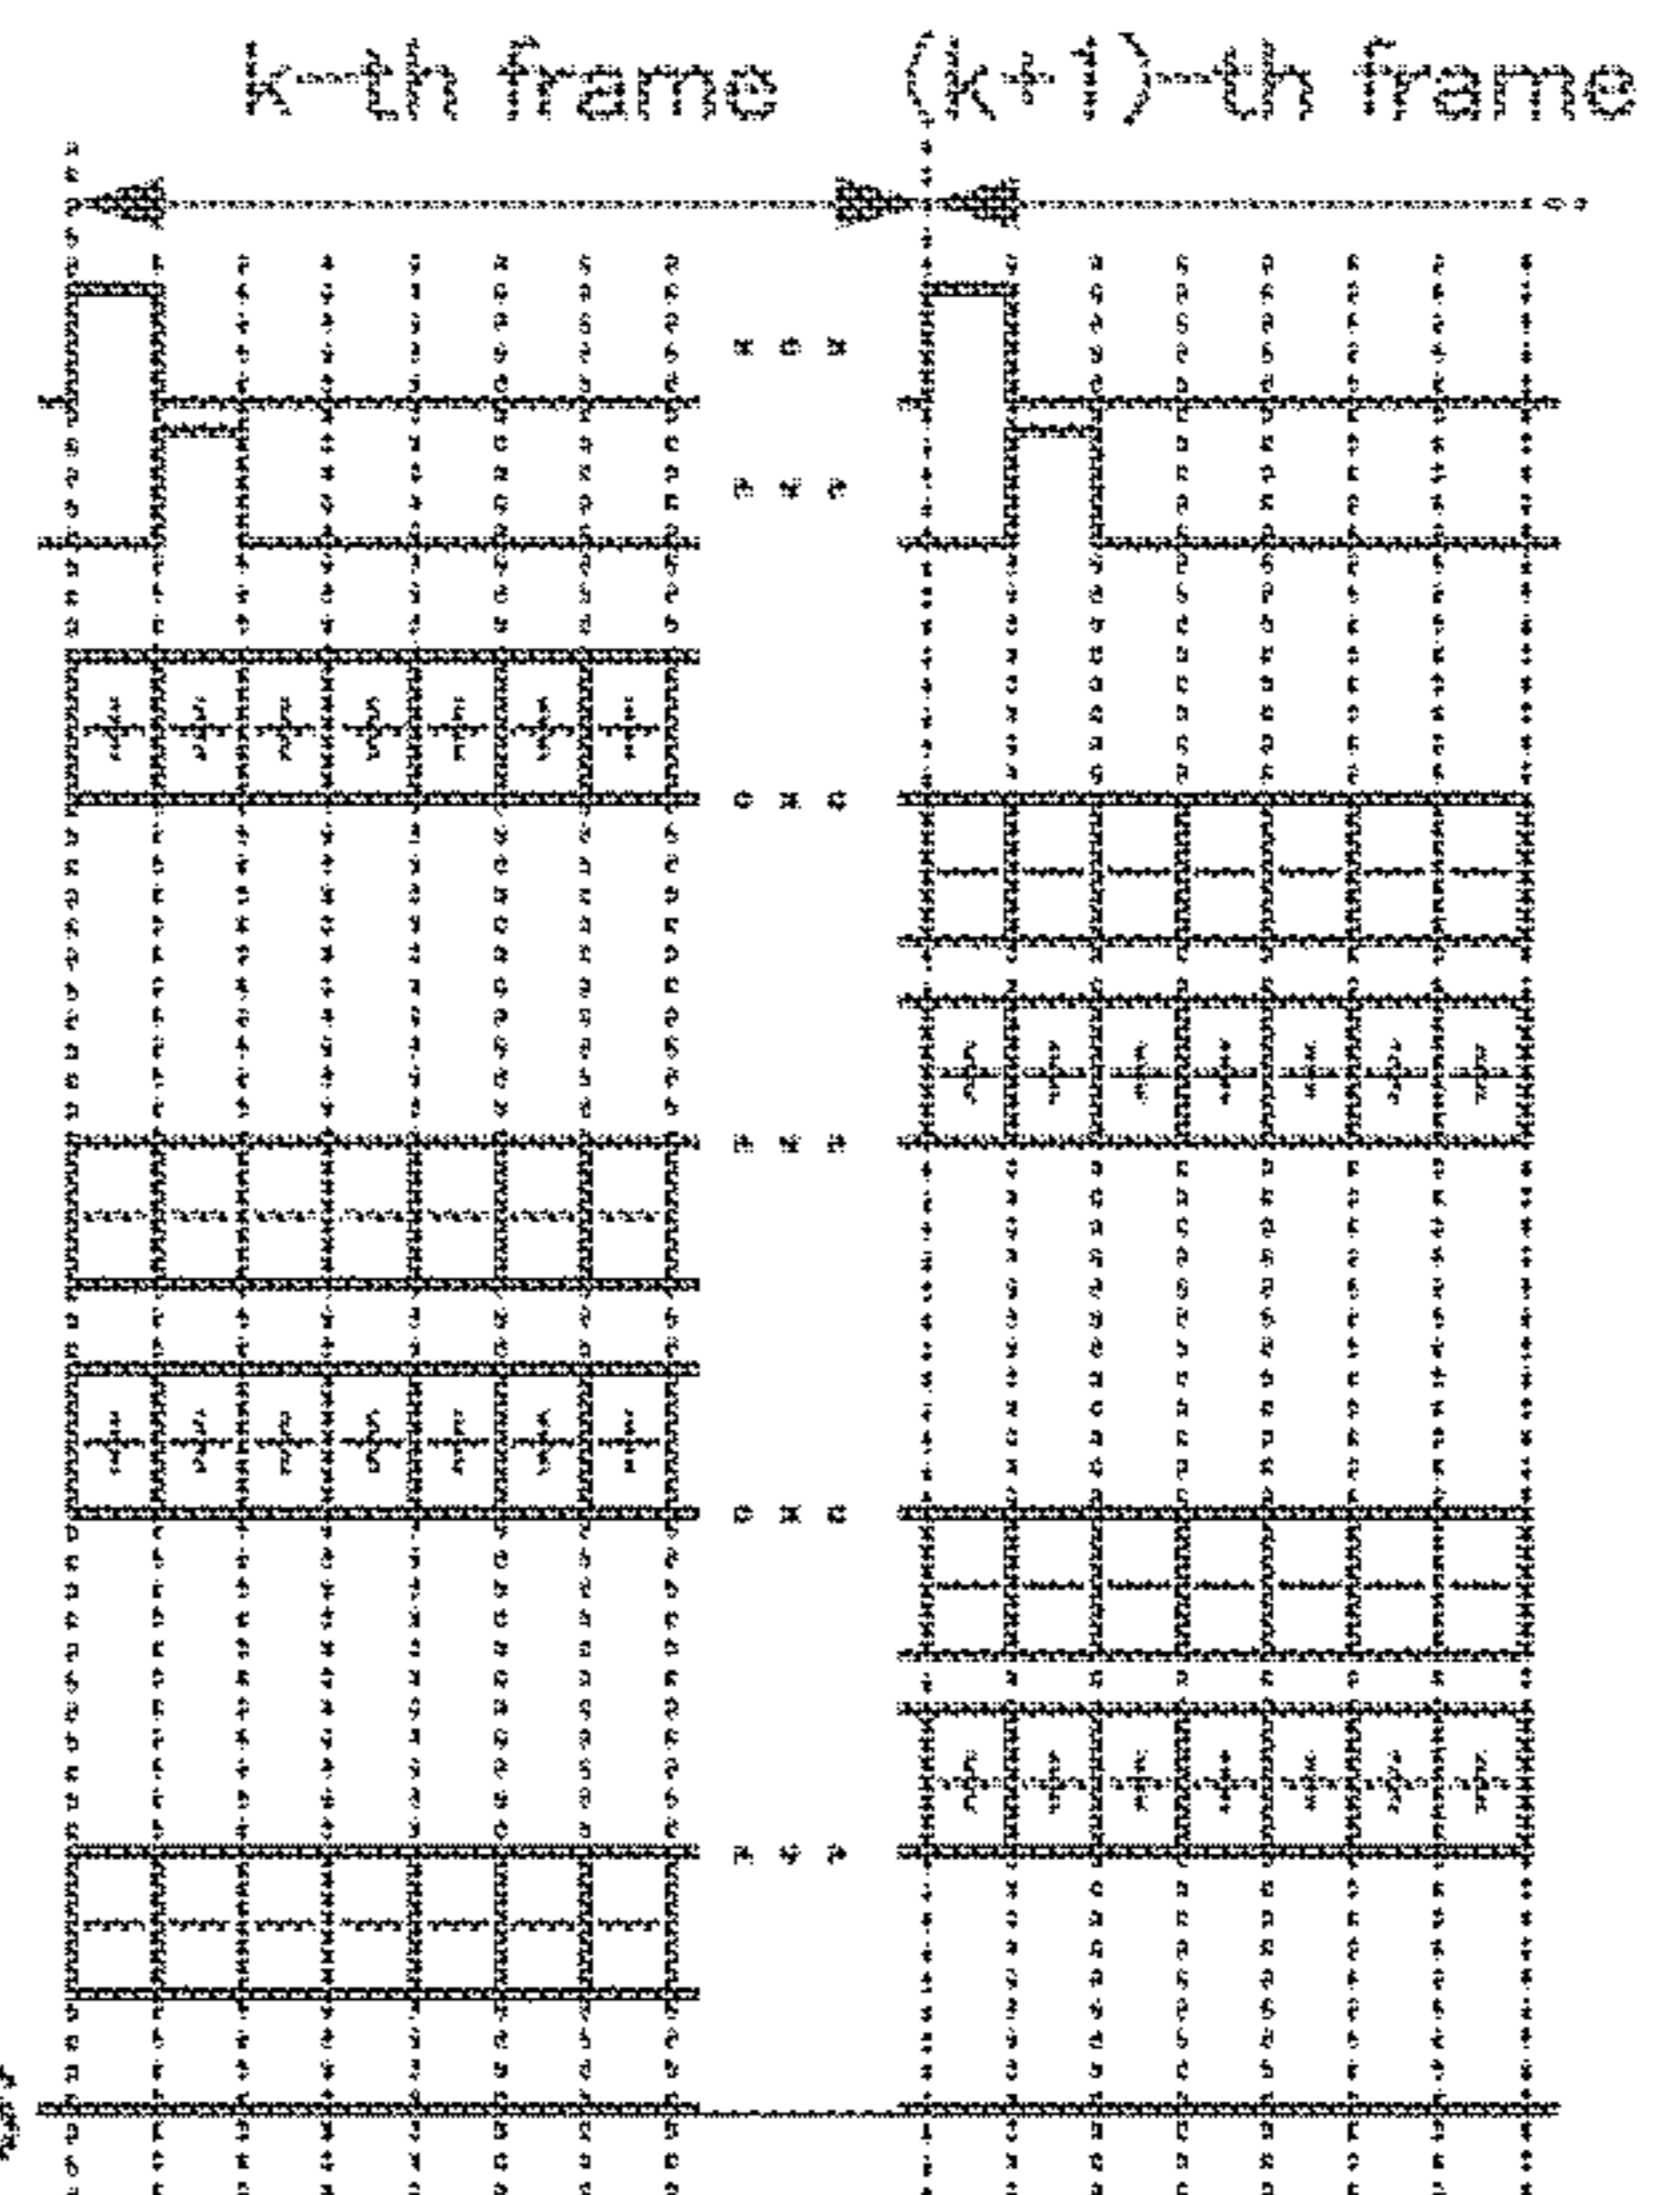 k-th frame (k+1)-th frame
+ + + + + + +
- - - - - - -
+ + + + + + +
- - - - - - -
+ + + + + + +
- - - - - - -
+ + + + + + +
- - - - - - -